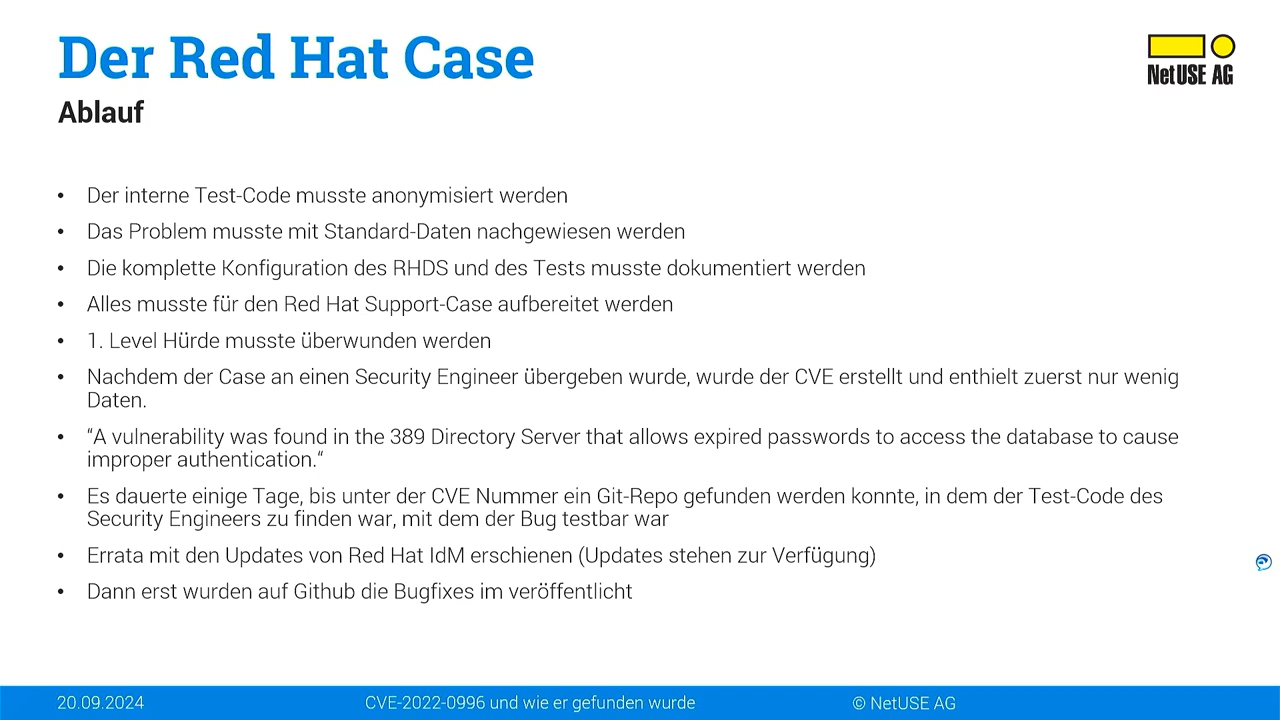 Der Red Hat Case
NetUSE AG
Ablauf
• Der interne Test-Code musste anonymisiert werden
• Das Problem musste mit Standard-Daten nachgewiesen werden
• Die komplette Konfiguration des RHDS und des Tests musste dokumentiert werden
• Alles musste für den Red Hat Support-Case aufbereitet werden
• 1. Level Hürde musste überwunden werden
• Nachdem der Case an einen Security Engineer übergeben wurde, wurde der CVE erstellt und enthielt zuerst nur wenig
Daten.
• “A vulnerability was found in the 389 Directory Server that allows expired passwords to access the database to cause
improper authentication.“
• Es dauerte einige Tage, bis unter der CVE Nummer ein Git-Repo gefunden werden konnte, in dem der Test-Code des
Security Engineers zu finden war, mit dem der Bug testbar war
• Errata mit den Updates von Red Hat IdM erschienen (Updates stehen zur Verfügung)
• Dann erst wurden auf Github die Bugfixes im veröffentlicht
20.09.2024
CVE-2022-0996 und wie er gefunden wurde
© NetUSE AG